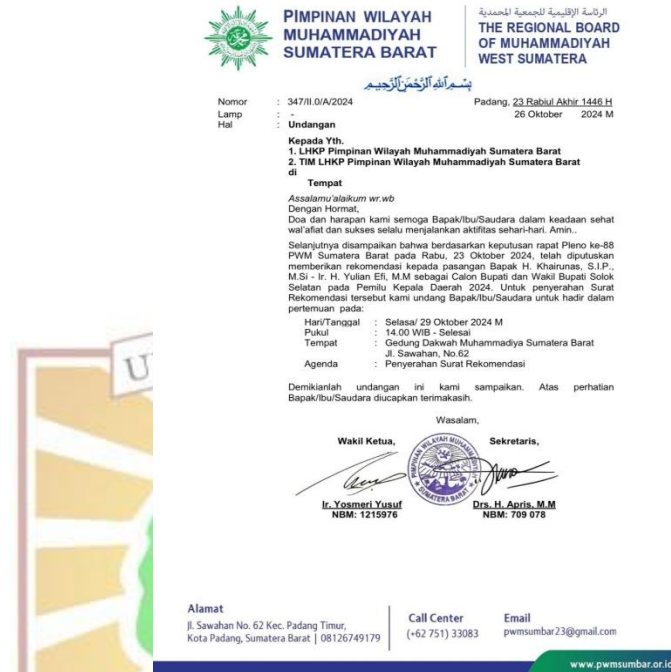 PIMPINAN WILAYAH
MUHAMMADIYAH
SUMATERA BARAT
الرئاسة الإقليمية للجمعية المحمدية
THE REGIONAL BOARD
OF MUHAMMADIYAH
WEST SUMATERA
بِسْمِ اللهِ الرَّحْمٰنِ الرَّحِيْمِ
Nomor : 347/II.0/A/2024 Padang, 23 Rabiul Akhir 1446 H
Lamp : - 26 Oktober 2024 M
Hal : Undangan
Kepada Yth.
1. LHKP Pimpinan Wilayah Muhammadiyah Sumatera Barat
2. TIM LHKP Pimpinan Wilayah Muhammadiyah Sumatera Barat
di
Tempat
Assalamu'alaikum wr.wb
Dengan Hormat,
Doa dan harapan kami semoga Bapak/Ibu/Saudara dalam keadaan sehat
wal'afiat dan sukses selalu menjalankan aktifitas sehari-hari. Amin..
Selanjutnya disampaikan bahwa berdasarkan keputusan rapat Pleno ke-88
PWM Sumatera Barat pada Rabu, 23 Oktober 2024, telah diputuskan
memberikan rekomendasi kepada pasangan Bapak H. Khairunas, S.I.P.,
M.Si - Ir. H. Yulian Efi, M.M sebagai Calon Bupati dan Wakil Bupati Solok
Selatan pada Pemilu Kepala Daerah 2024. Untuk penyerahan Surat
Rekomendasi tersebut kami undang Bapak/Ibu/Saudara untuk hadir dalam
pertemuan pada:
Hari/Tanggal : Selasa/ 29 Oktober 2024 M
Pukul : 14.00 WIB - Selesai
Tempat : Gedung Dakwah Muhammadiya Sumatera Barat
Jl. Sawahan, No.62
Agenda : Penyerahan Surat Rekomendasi
Demikianlah undangan ini kami sampaikan. Atas perhatian
Bapak/Ibu/Saudara diucapkan terimakasih.
Wasalam,
Wakil Ketua, Sekretaris,
PIMPINAN WILAYAH MUHAMMADIYAH
SUMATERA BARAT
Ir. Yosmeri Yusuf Drs. H. Apris, M.M
NBM: 1215976 NBM: 709 078
Alamat
Jl. Sawahan No. 62 Kec. Padang Timur,
Kota Padang, Sumatera Barat | 08126749179
Call Center
(+62 751) 33083
Email
pwmsumbar23@gmail.com
www.pwmsumbar.or.id